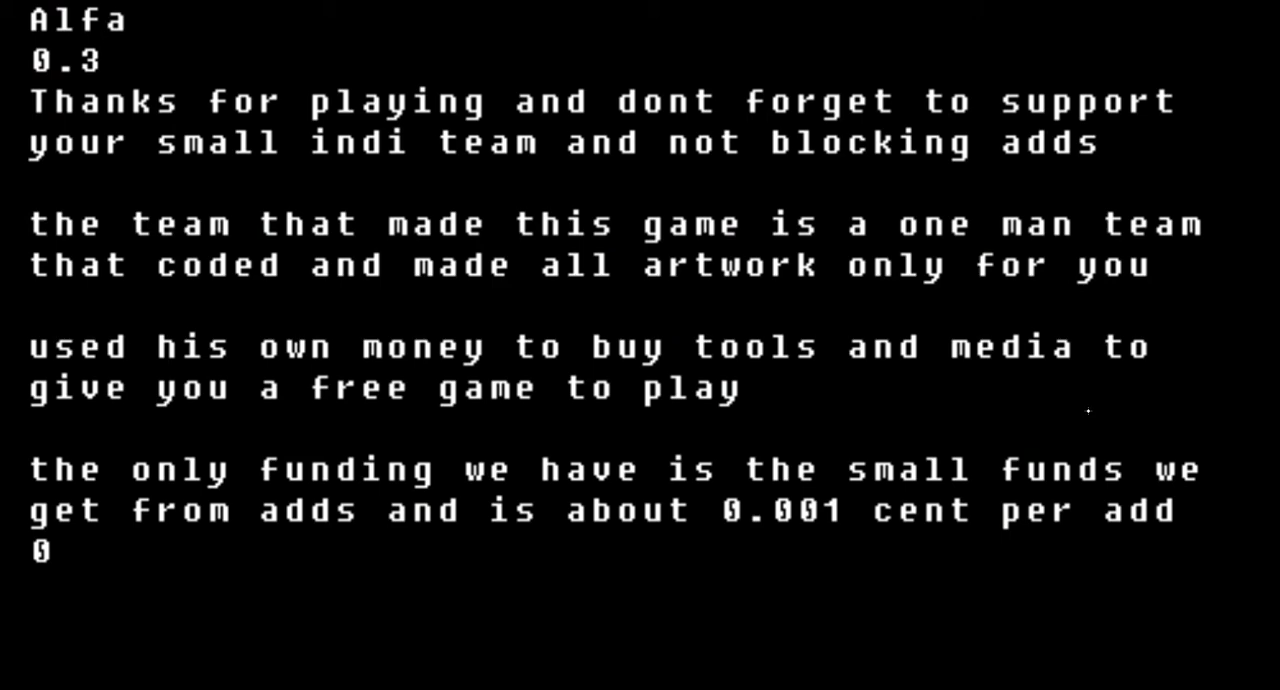 Alfa
0.3
Thanks for playing and dont forget to support
your small indi team and not blocking adds
the team that made this game is a one man team
that coded and made all artwork only for you
used his own money to buy tools and media to
give you a free game to play
the only funding we have is the small funds we
get from adds and is about 0.001 cent per add
0